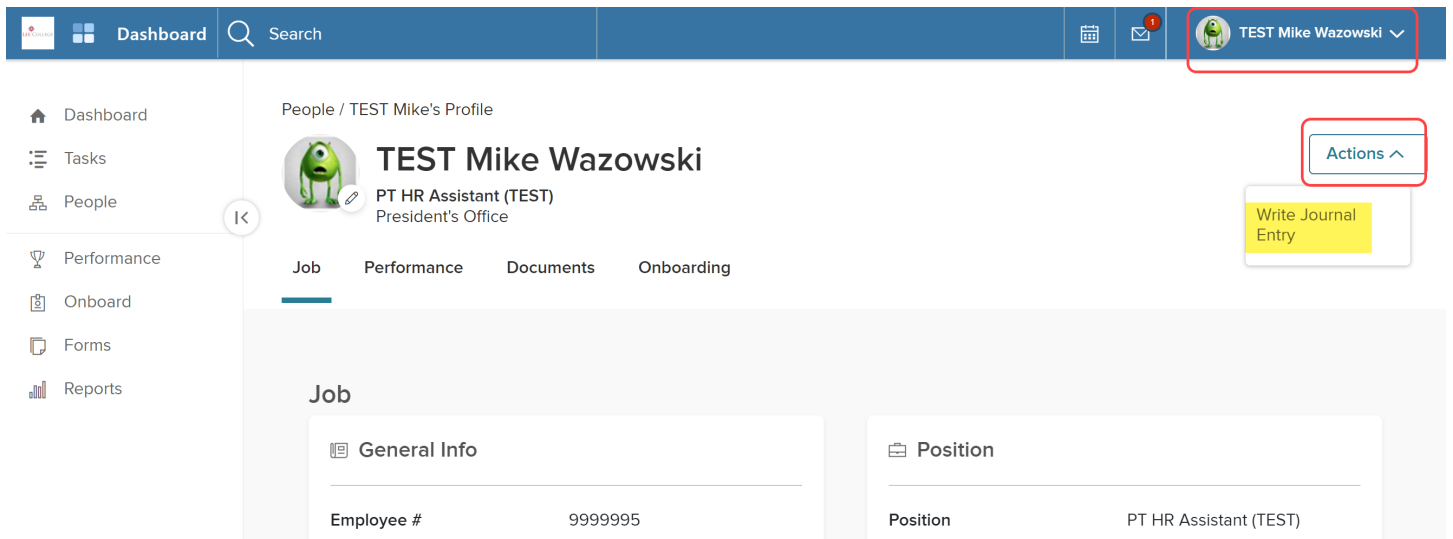 LEE COLLEGE
Dashboard
Search
1
TEST Mike Wazowski
Dashboard
Tasks
People
Performance
Onboard
Forms
Reports
People / TEST Mike's Profile
TEST Mike Wazowski
PT HR Assistant (TEST)
President's Office
Actions
Write Journal
Entry
Job Performance Documents Onboarding
Job
General Info
Employee # 9999995
Position
Position PT HR Assistant (TEST)